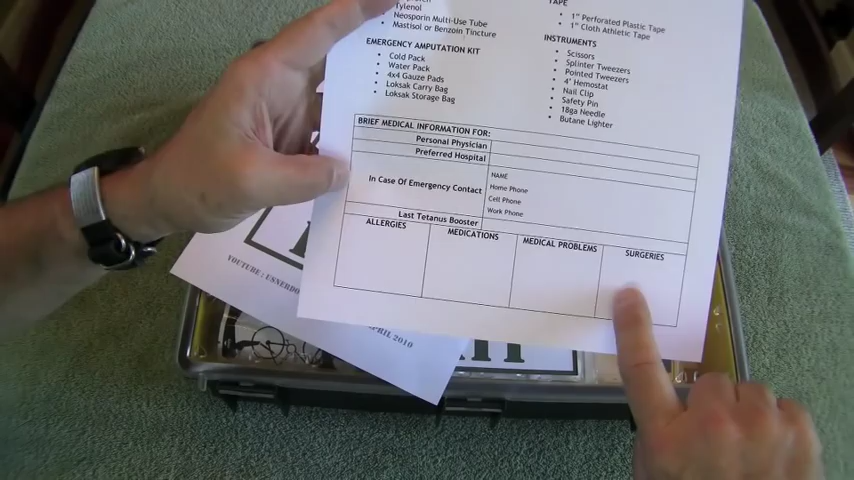 Tylenol
Neosporin Multi-Use Tube
Mastisol or Benzoin Tincture
EMERGENCY AMPUTATION KIT
Cold Pack
Water Pack
4x4 Gauze Pads
Loksak Carry Bag
Loksak Storage Bag
TAPE
1" Perforated Plastic Tape
1" Cloth Athletic Tape
INSTRUMENTS
Scissors
Splinter Tweezers
Pointed Tweezers
4" Hemostat
Nail Clip
Safety Pin
18ga Needle
Butane Lighter
BRIEF MEDICAL INFORMATION FOR:
Personal Physician
Preferred Hospital
In Case Of Emergency Contact
NAME
Home Phone
Cell Phone
Work Phone
Last Tetanus Booster
ALLERGIES
MEDICATIONS
MEDICAL PROBLEMS
SURGERIES
YOUTUBE : USNERDO
APRIL 2010